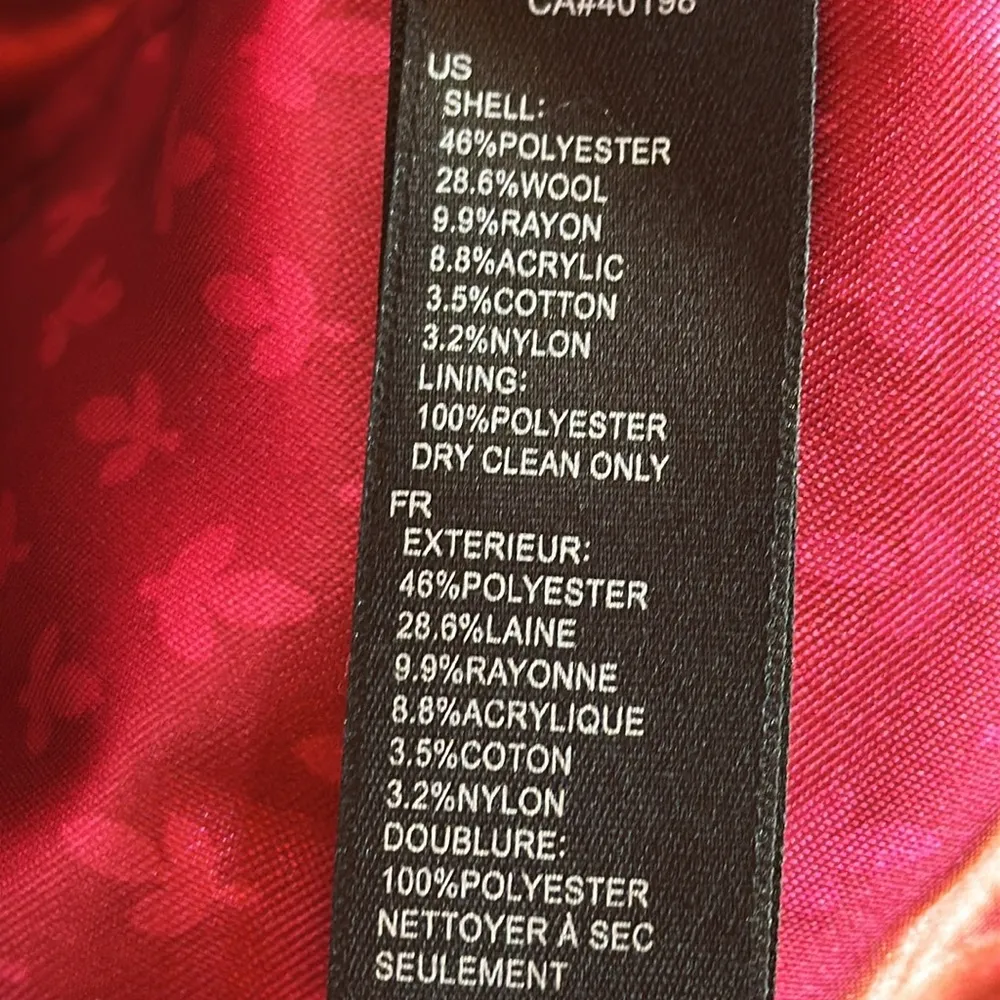 CA#40198
US
SHELL:
46%POLYESTER
28.6%WOOL
9.9%RAYON
8.8%ACRYLIC
3.5%COTTON
3.2%NYLON
LINING:
100%POLYESTER
DRY CLEAN ONLY
FR
EXTERIEUR:
46%POLYESTER
28.6%LAINE
9.9%RAYONNE
8.8%ACRYLIQUE
3.5%COTON
3.2%NYLON
DOUBLURE:
100%POLYESTER
NETTOYER À SEC
SEULEMENT